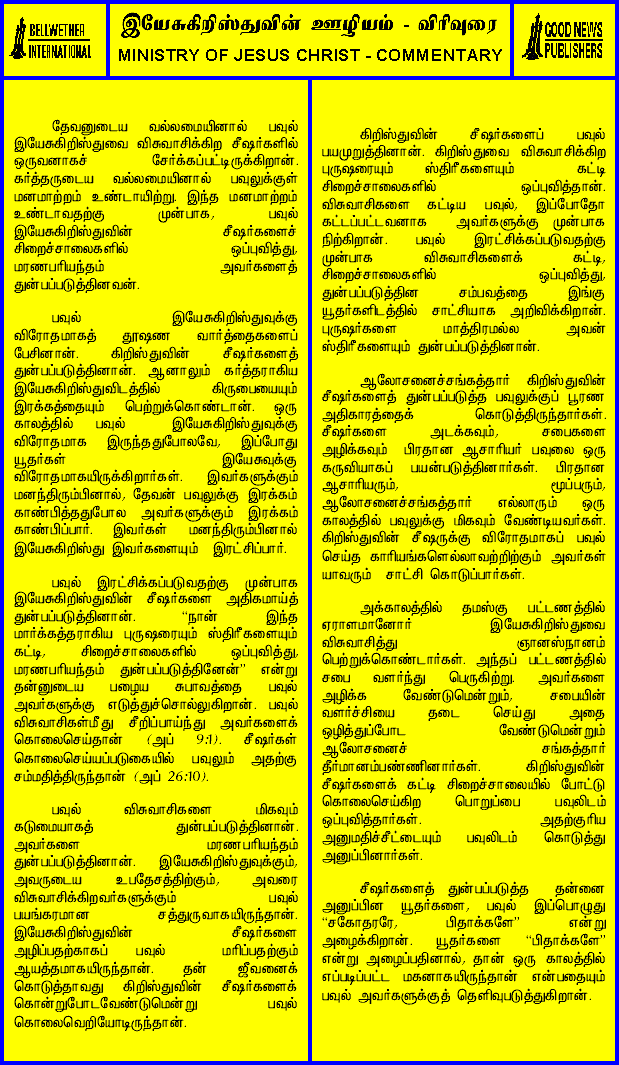 BELLWETHER
INTERNATIONAL
இயேசுகிறிஸ்துவின் ஊழியம் - விரிவுரை
MINISTRY OF JESUS CHRIST - COMMENTARY
GOOD NEWS
PUBLISHERS
தேவனுடைய வல்லமையினால் பவுல்
இயேசுகிறிஸ்துவை விசுவாசிக்கிற சீஷர்களில்
ஒருவனாகச் சேர்க்கப்பட்டிருக்கிறான்.
கர்த்தருடைய வல்லமையினால் பவுலுக்குள்
மனமாற்றம் உண்டாயிற்று. இந்த மனமாற்றம்
உண்டாவதற்கு முன்பாக, பவுல்
இயேசுகிறிஸ்துவின் சீஷர்களைச்
சிறைச்சாலைகளில் ஒப்புவித்து,
மரணபரியந்தம் அவர்களைத்
துன்பப்படுத்தினவன்.
பவுல் இயேசுகிறிஸ்துவுக்கு
விரோதமாகத் தூஷண வார்த்தைகளைப்
பேசினான். கிறிஸ்துவின் சீஷர்களைத்
துன்பப்படுத்தினான். ஆனாலும் கர்த்தராகிய
இயேசுகிறிஸ்துவிடத்தில் கிருபையையும்
இரக்கத்தையும் பெற்றுக்கொண்டான். ஒரு
காலத்தில் பவுல் இயேசுகிறிஸ்துவுக்கு
விரோதமாக இருந்ததுபோலவே, இப்போது
யூதர்கள் இயேசுவுக்கு
விரோதமாகயிருக்கிறார்கள். இவர்களுக்கும்
மனந்திரும்பினால், தேவன் பவுலுக்கு இரக்கம்
காண்பித்ததுபோல அவர்களுக்கும் இரக்கம்
காண்பிப்பார். இவர்கள் மனந்திரும்பினால்
இயேசுகிறிஸ்து இவர்களையும் இரட்சிப்பார்.
பவுல் இரட்சிக்கப்படுவதற்கு முன்பாக
இயேசுகிறிஸ்துவின் சீஷர்களை அதிகமாய்த்
துன்பப்படுத்தினான். “நான் இந்த
மார்க்கத்தராகிய புருஷரையும் ஸ்திரீகளையும்
கட்டி, சிறைச்சாலைகளில் ஒப்புவித்து,
மரணபரியந்தம் துன்பப்படுத்தினேன்” என்று
தன்னுடைய பழைய சுபாவத்தை பவுல்
அவர்களுக்கு எடுத்துச்சொல்லுகிறான். பவுல்
விசுவாசிகள்மீது சீறிப்பாய்ந்து அவர்களைக்
கொலைசெய்தான் (அப் 9:1). சீஷர்கள்
கொலைசெய்யப்படுகையில் பவுலும் அதற்கு
சம்மதித்திருந்தான் (அப் 26:10).
பவுல் விசுவாசிகளை மிகவும்
கடுமையாகத் துன்பப்படுத்தினான்.
அவர்களை மரணபரியந்தம்
துன்பப்படுத்தினான். இயேசுகிறிஸ்துவுக்கும்,
அவருடைய உபதேசத்திற்கும், அவரை
விசுவாசிக்கிறவர்களுக்கும் பவுல்
பயங்கரமான சத்துருவாகயிருந்தான்.
இயேசுகிறிஸ்துவின் சீஷர்களை
அழிப்பதற்காகப் பவுல் மரிப்பதற்கும்
ஆயத்தமாகயிருந்தான். தன் ஜீவனைக்
கொடுத்தாவது கிறிஸ்துவின் சீஷர்களைக்
கொன்றுபோடவேண்டுமென்று பவுல்
கொலைவெறியோடிருந்தான்.
கிறிஸ்துவின் சீஷர்களைப் பவுல்
பயமுறுத்தினான். கிறிஸ்துவை விசுவாசிக்கிற
புருஷரையும் ஸ்திரீகளையும் கட்டி
சிறைச்சாலைகளில் ஒப்புவித்தான்.
விசுவாசிகளை கட்டிய பவுல், இப்போதோ
கட்டப்பட்டவனாக அவர்களுக்கு முன்பாக
நிற்கிறான். பவுல் இரட்சிக்கப்படுவதற்கு
முன்பாக விசுவாசிகளைக் கட்டி,
சிறைச்சாலைகளில் ஒப்புவித்து,
துன்பப்படுத்தின சம்பவத்தை இங்கு
யூதர்களிடத்தில் சாட்சியாக அறிவிக்கிறான்.
புருஷர்களை மாத்திரமல்ல அவன்
ஸ்திரீகளையும் துன்பப்படுத்தினான்.
ஆலோசனைச்சங்கத்தார் கிறிஸ்துவின்
சீஷர்களைத் துன்பப்படுத்த பவுலுக்குப் பூரண
அதிகாரத்தைக் கொடுத்திருந்தார்கள்.
சீஷர்களை அடக்கவும், சபைகளை
அழிக்கவும் பிரதான ஆசாரியர் பவுலை ஒரு
கருவியாகப் பயன்படுத்தினார்கள். பிரதான
ஆசாரியரும், மூப்பரும்,
ஆலோசனைச்சங்கத்தார் எல்லாரும் ஒரு
காலத்தில் பவுலுக்கு மிகவும் வேண்டியவர்கள்.
கிறிஸ்துவின் சீஷருக்கு விரோதமாகப் பவுல்
செய்த காரியங்களெல்லாவற்றிற்கும் அவர்கள்
யாவரும் சாட்சி கொடுப்பார்கள்.
அக்காலத்தில் தமஸ்கு பட்டணத்தில்
ஏராளமானோர் இயேசுகிறிஸ்துவை
விசுவாசித்து ஞானஸ்நானம்
பெற்றுக்கொண்டார்கள். அந்தப் பட்டணத்தில்
சபை வளர்ந்து பெருகிற்று. அவர்களை
அழிக்க வேண்டுமென்றும், சபையின்
வளர்ச்சியை தடை செய்து அதை
ஒழித்துப்போட வேண்டுமென்றும்
ஆலோசனைச் சங்கத்தார்
தீர்மானம்பண்ணினார்கள். கிறிஸ்துவின்
சீஷர்களைக் கட்டி சிறைச்சாலையில் போட்டு
கொலைசெய்கிற பொறுப்பை பவுலிடம்
ஒப்புவித்தார்கள். அதற்குரிய
அனுமதிச்சீட்டையும் பவுலிடம் கொடுத்து
அனுப்பினார்கள்.
சீஷர்களைத் துன்பப்படுத்த தன்னை
அனுப்பின யூதர்களை, பவுல் இப்பொழுது
“சகோதரரே, பிதாக்களே” என்று
அழைக்கிறான். யூதர்களை “பிதாக்களே”
என்று அழைப்பதினால், தான் ஒரு காலத்தில்
எப்படிப்பட்ட மகனாகயிருந்தான் என்பதையும்
பவுல் அவர்களுக்குத் தெளிவுபடுத்துகிறான்.